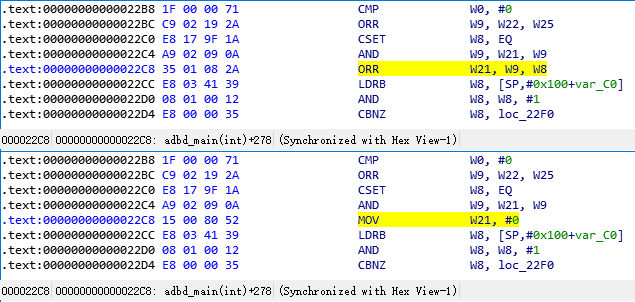 .text:00000000000022B8 1F 00 00 71 CMP W0, #0
.text:00000000000022BC C9 02 19 2A ORR W9, W22, W25
.text:00000000000022C0 E8 17 9F 1A CSET W8, EQ
.text:00000000000022C4 A9 02 09 0A AND W9, W21, W9
.text:00000000000022C8 35 01 08 2A ORR W21, W9, W8
.text:00000000000022CC E8 03 41 39 LDRB W8, [SP,#0x100+var_C0]
.text:00000000000022D0 08 01 00 12 AND W8, W8, #1
.text:00000000000022D4 E8 00 00 35 CBNZ W8, loc_22F0
000022C8 00000000000022C8: adbd_main(int)+278 (Synchronized with Hex View-1)
.text:00000000000022B8 1F 00 00 71 CMP W0, #0
.text:00000000000022BC C9 02 19 2A ORR W9, W22, W25
.text:00000000000022C0 E8 17 9F 1A CSET W8, EQ
.text:00000000000022C4 A9 02 09 0A AND W9, W21, W9
.text:00000000000022C8 15 00 80 52 MOV W21, #0
.text:00000000000022CC E8 03 41 39 LDRB W8, [SP,#0x100+var_C0]
.text:00000000000022D0 08 01 00 12 AND W8, W8, #1
.text:00000000000022D4 E8 00 00 35 CBNZ W8, loc_22F0
000022C8 00000000000022C8: adbd_main(int)+278 (Synchronized with Hex View-1)